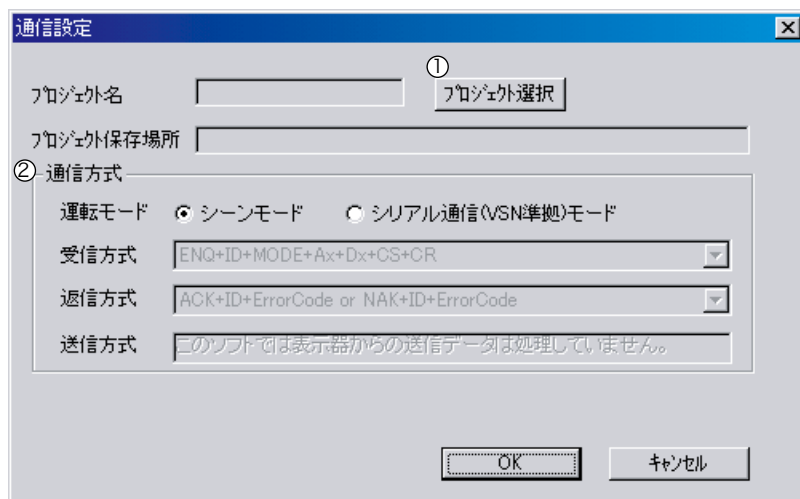 通信設定
①
ﾌﾟﾛｼﾞｪｸﾄ名
ﾌﾟﾛｼﾞｪｸﾄ選択
ﾌﾟﾛｼﾞｪｸﾄ保存場所
② 通信方式
運転モード シーンモード シリアル通信(VSN準拠)モード
受信方式 ENQ+ID+MODE+Ax+Dx+CS+CR
返信方式 ACK+ID+ErrorCode or NAK+ID+ErrorCode
送信方式 このソフトでは表示器からの送信データは処理していません。
OK ｷｬﾝｾﾙ